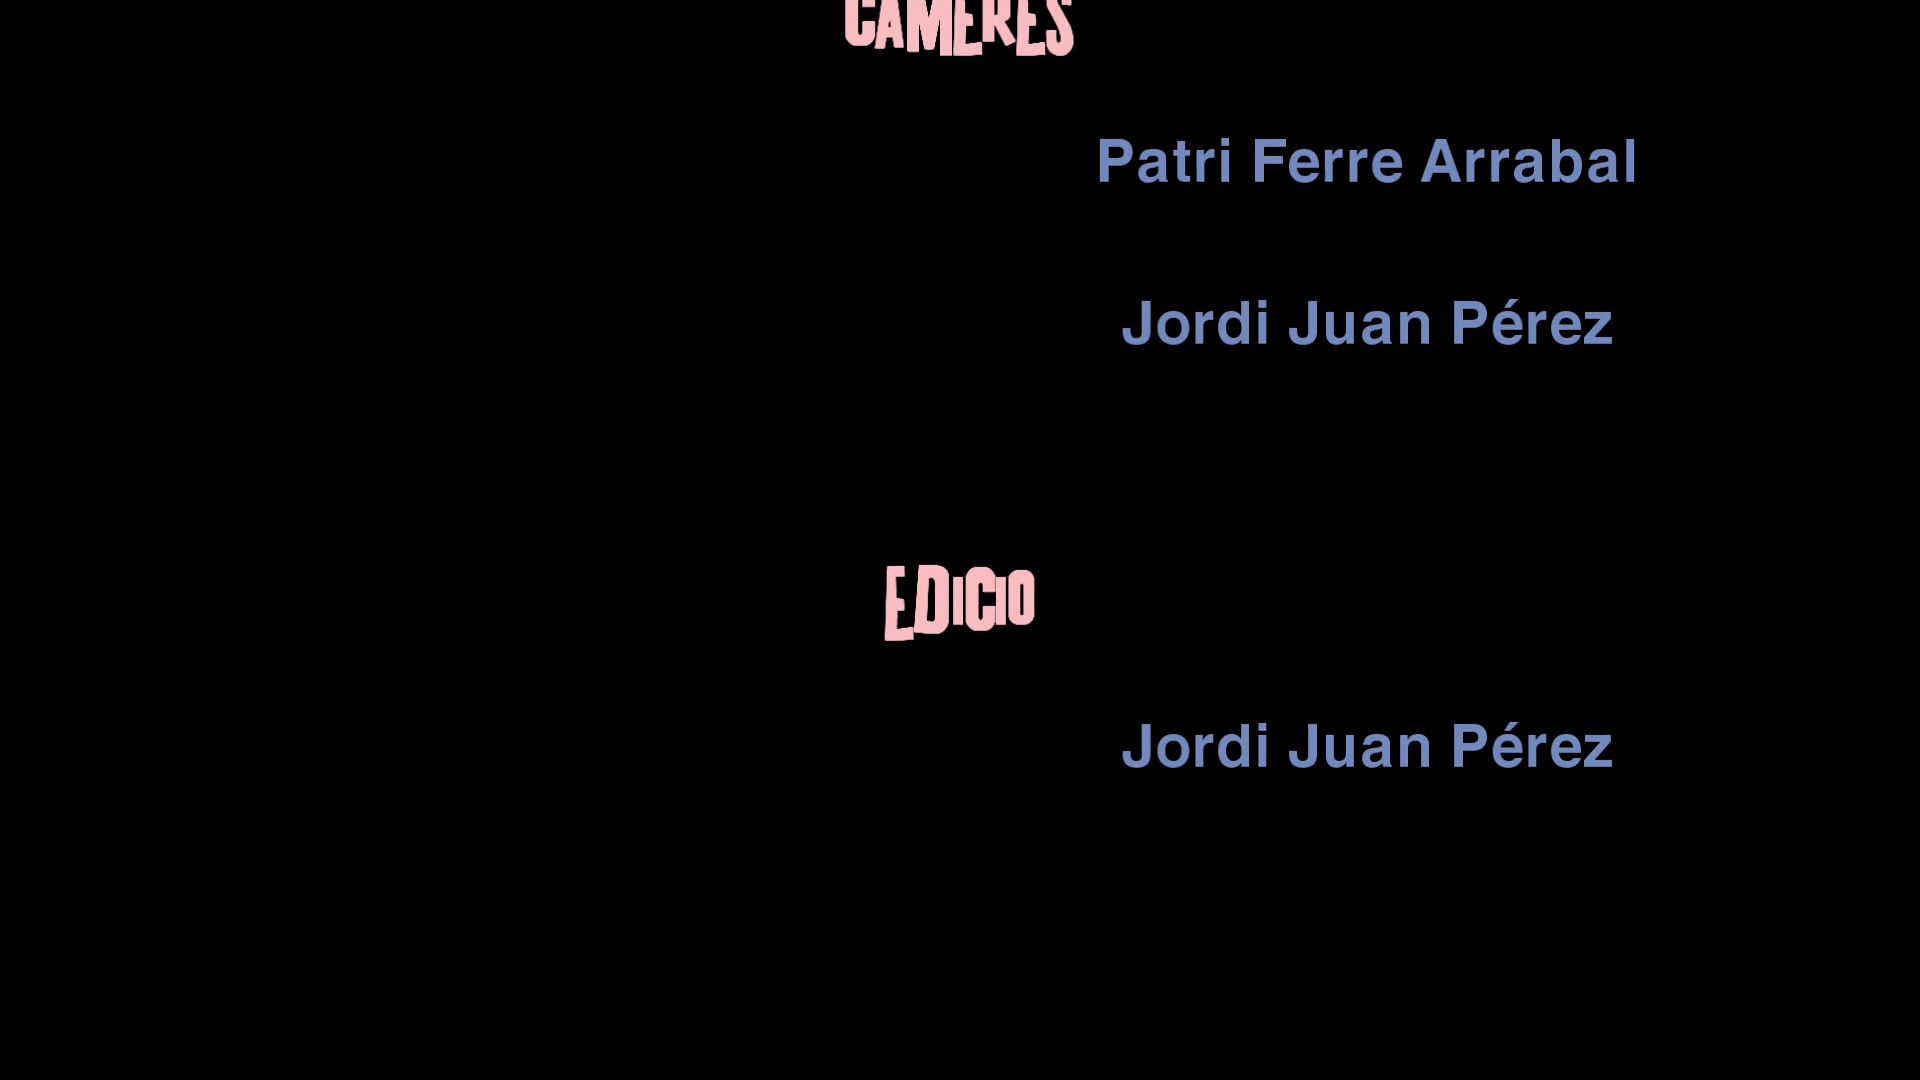 CAMERES
Patri Ferre Arrabal
Jordi Juan Pérez
EDICIO
Jordi Juan Pérez